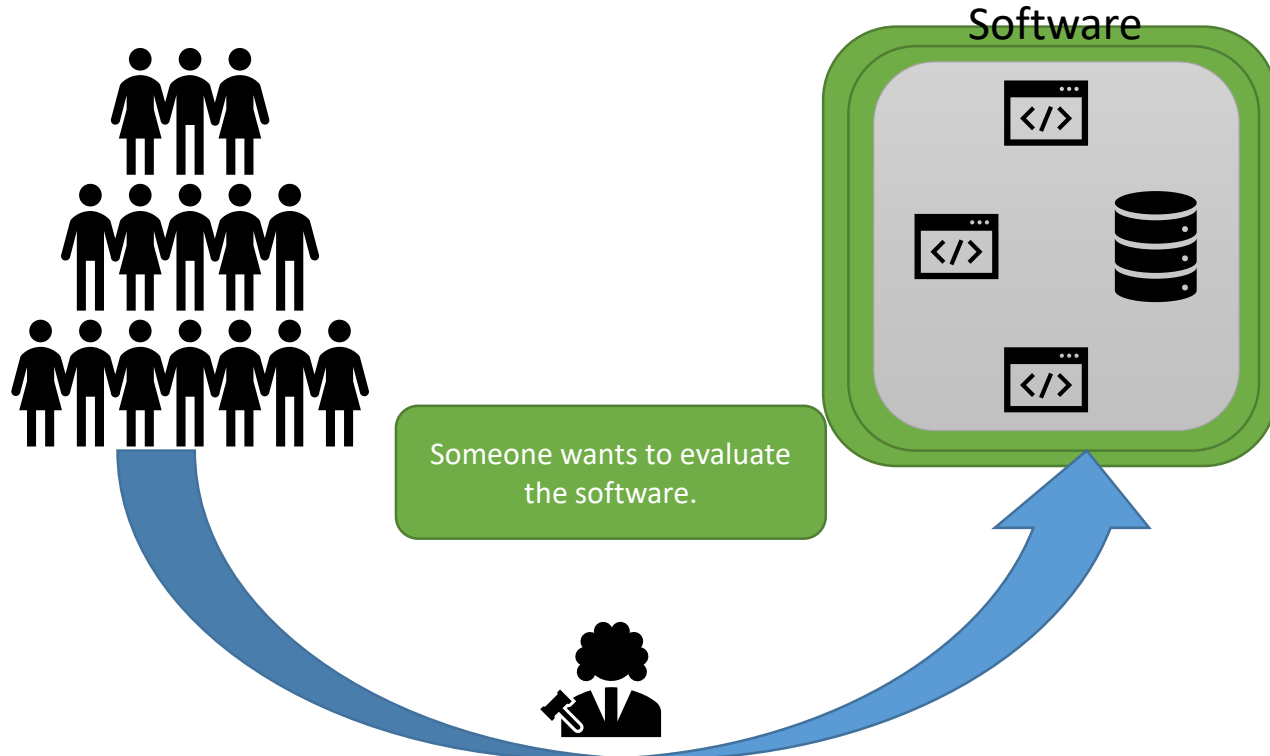 Software
</>
</>
</>
Someone wants to evaluate
the software.